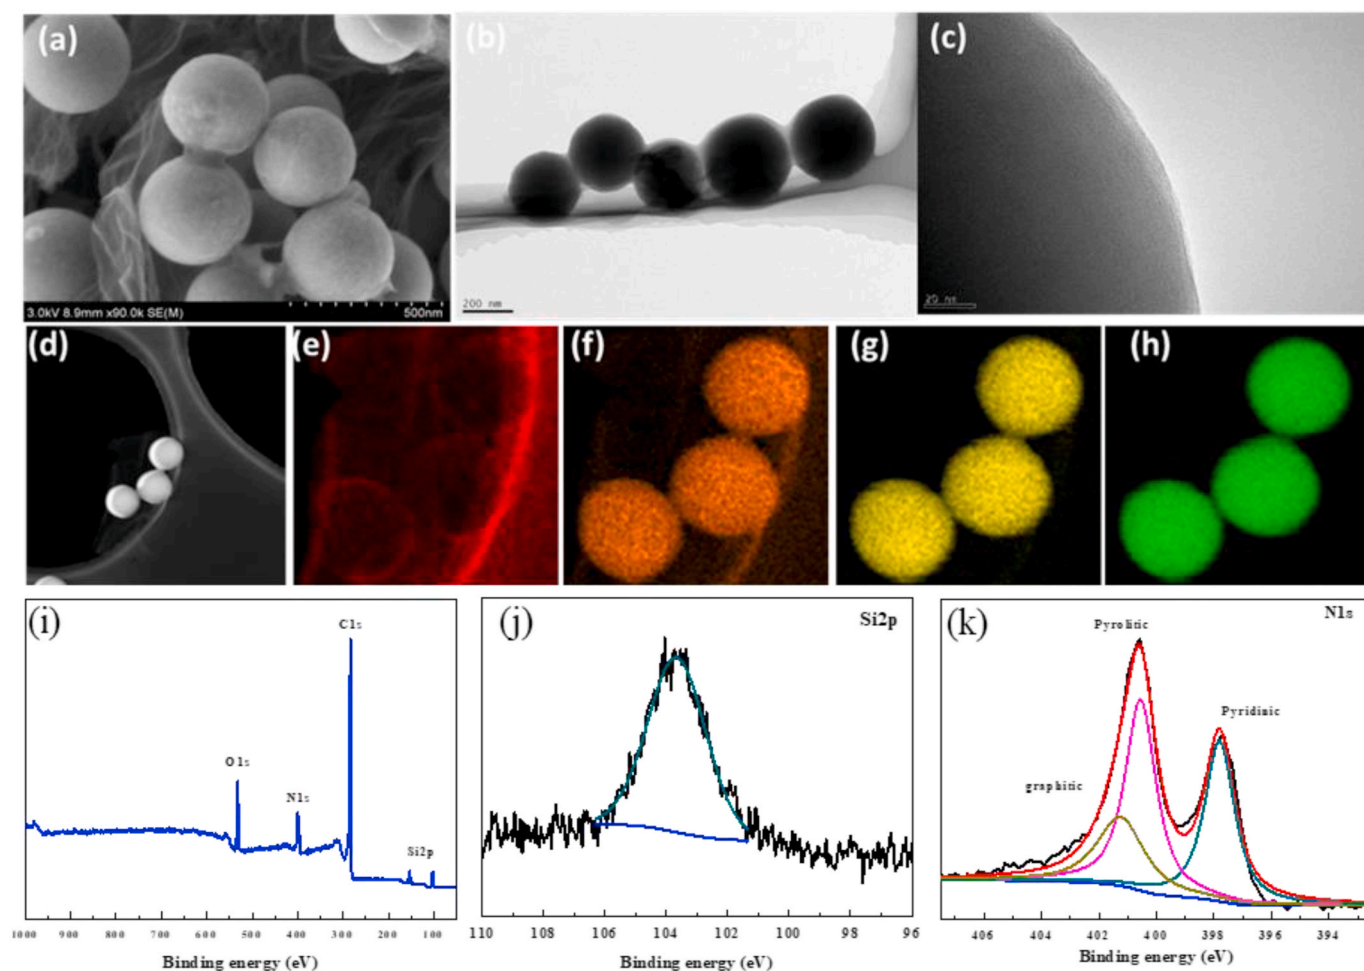 (a)
(b)
(c)
3.0kV 8.9mm x90.0k SE(M)
500nm
200 nm
20 nm
(d)
(e)
(f)
(g)
(h)
(i)
C1s
O1s
N1s
Si2p
1000 900 800 700 600 500 400 300 200 100
Binding energy (eV)
(j)
Si2p
110 108 106 104 102 100 98 96
Binding energy (eV)
(k)
N1s
Pyrolitic
Pyridinic
graphitic
406 404 402 400 398 396 394
Binding energy (eV)